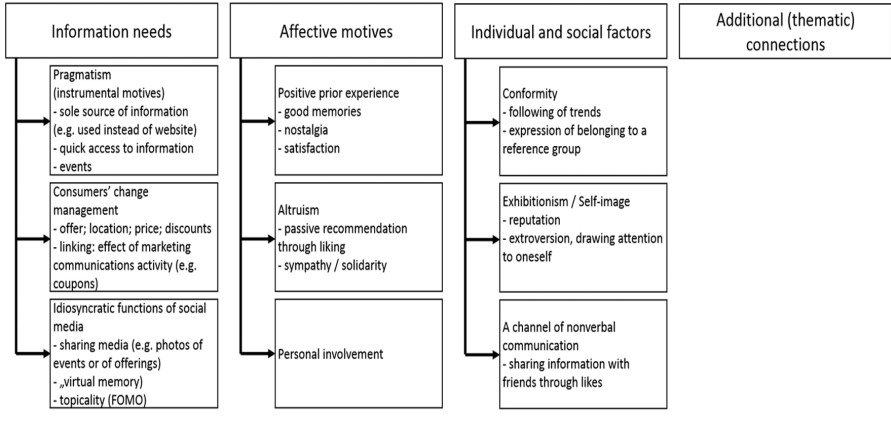 Information needs
Pragmatism
(instrumental motives)
- sole source of information
(e.g. used instead of website)
- quick access to information
- events
Consumers' change
management
- offer; location; price; discounts
- linking: effect of marketing
communications activity (e.g.
coupons)
Idiosyncratic functions of social
media
- sharing media (e.g. photos of
events or of offerings)
- „virtual memory)
- topicality (FOMO)
Affective motives
Positive prior experience
- good memories
- nostalgia
- satisfaction
Altruism
- passive recommendation
through liking
- sympathy / solidarity
Personal involvement
Individual and social factors
Conformity
- following of trends
- expression of belonging to a
reference group
Exhibitionism / Self-image
- reputation
- extroversion, drawing attention
to oneself
A channel of nonverbal
communication
- sharing information with
friends through likes
Additional (thematic)
connections